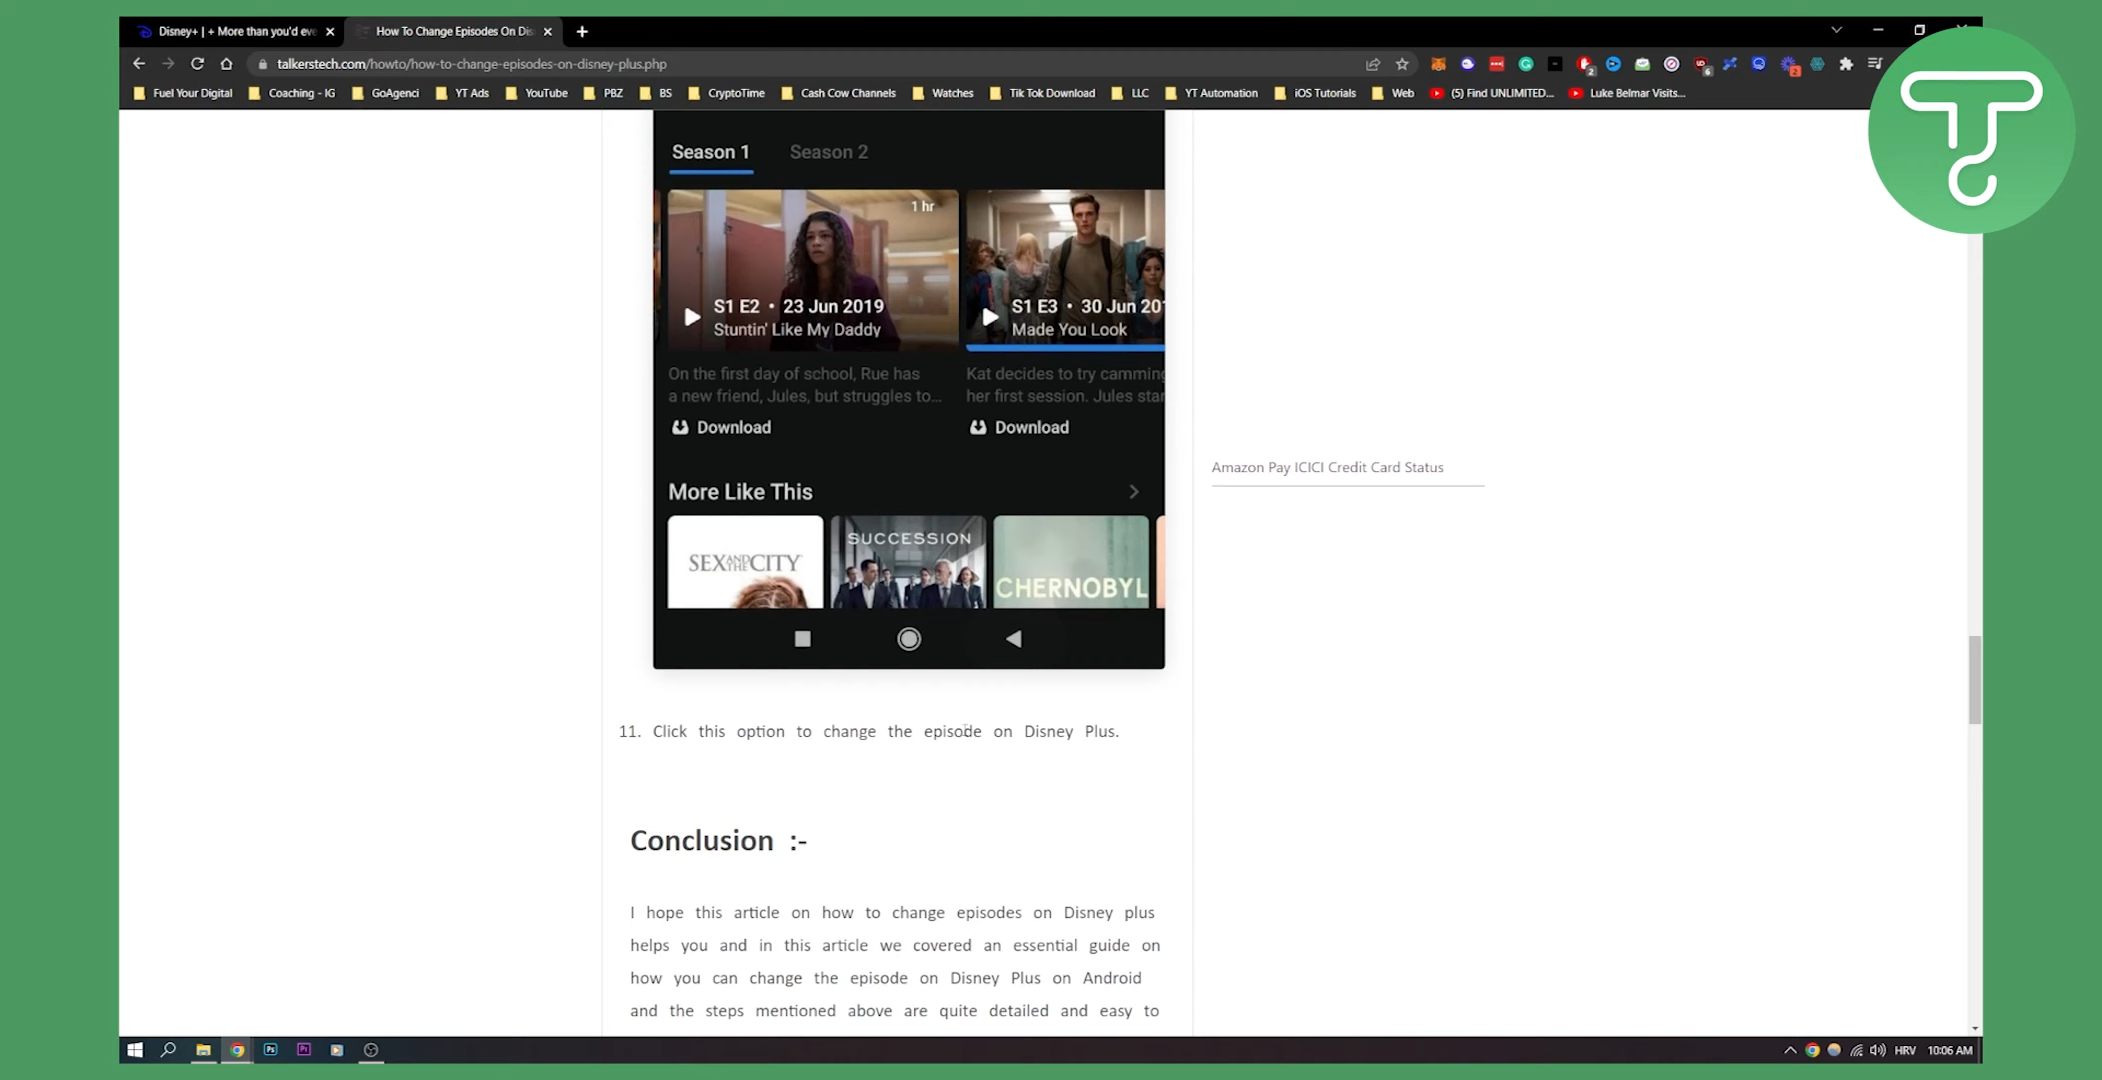 Disney+ | + More than you'd eve
How To Change Episodes On Dis
talkerstech.com/howto/how-to-change-episodes-on-disney-plus.php
Fuel Your Digital
Coaching - IG
GoAgenci
YT Ads
YouTube
PBZ
BS
CryptoTime
Cash Cow Channels
Watches
Tik Tok Download
LLC
YT Automation
iOS Tutorials
Web
(5) Find UNLIMITED...
Luke Belmar Visits...
Season 1
Season 2
1 hr
S1 E2 • 23 Jun 2019
Stuntin' Like My Daddy
S1 E3 • 30 Jun 201
Made You Look
On the first day of school, Rue has
a new friend, Jules, but struggles to...
Kat decides to try camming
her first session. Jules star
Download
Download
More Like This
SEX AND THE CITY
SUCCESSION
CHERNOBYL
Amazon Pay ICICI Credit Card Status
11. Click this option to change the episode on Disney Plus.
Conclusion :-
I hope this article on how to change episodes on Disney plus
helps you and in this article we covered an essential guide on
how you can change the episode on Disney Plus on Android
and the steps mentioned above are quite detailed and easy to
HRV
10:06 AM